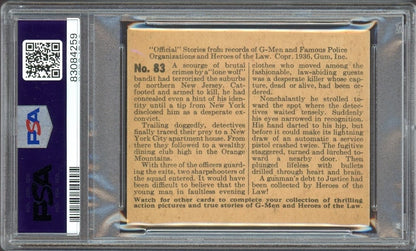 83084259
PSA
PSA
"Official" Stories from records of G-Men and Famous Police
Organizations and Heroes of the Law. Copr. 1936, Gum, Inc.
No. 83
A scourge of brutal
crimes by a "lone wolf"
bandit had terrorized the suburbs
of northern New Jersey. Cat-
footed and armed to kill, he had
concealed even a hint of his iden-
tity until a tip from New York
disclosed him as a desperate ex-
convict.
Trailing doggedly, detectives
finally traced their prey to a New
York City apartment house. From
there they followed to a wealthy
dining club high in the Orange
Mountains.
With three of the officers guard-
ing the exits, two sharpshooters of
the squad entered. It would have
been difficult to believe that the
young man in faultless evening
clothes who moved among the
fashionable, law-abiding guests
was a desperate killer whose cap-
ture, dead or alive, had been or-
dered.
Nonchalantly he strolled to-
ward the spot where the detec-
tives waited tensely. Suddenly
his eyes narrowed in recognition.
His hand darted to his hip, but
before it could make its lightning
draw of an automatic a service
pistol crashed twice. The fugitive
staggered, turned and lurched to-
ward a nearby door. Then
plunged lifeless with bullets
drilled through heart and brain.
A gunman's debt to Justice had
been collected by Heroes of the
Law.
Watch for other cards to complete your collection of thrilling
action pictures and true stories of G-Men and Heroes of the Law.